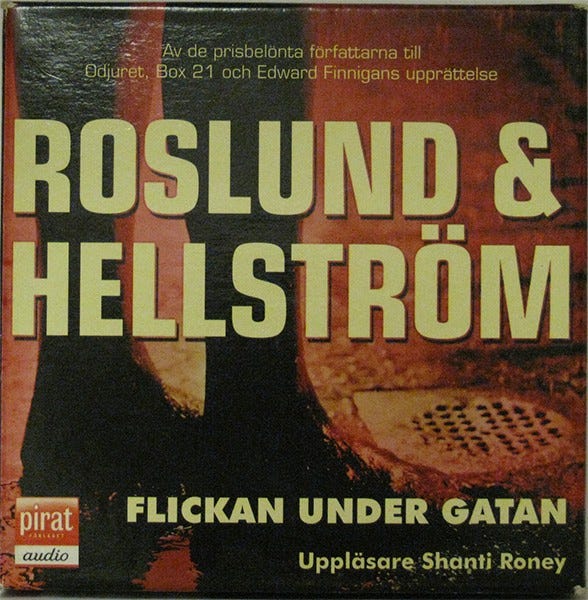 Av de prisbelönta författarna till
Odjuret, Box 21 och Edward Finnigans upprättelse
ROSLUND &
HELLSTRÖM
FLICKAN UNDER GATAN
Uppläsare Shanti Roney
pirat
FÖRLAGET
audio